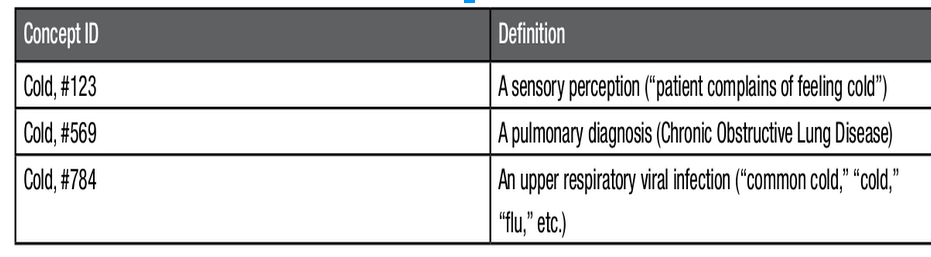 Concept ID Definition
Cold, #123 A sensory perception (“patient complains of feeling cold”)
Cold, #569 A pulmonary diagnosis (Chronic Obstructive Lung Disease)
Cold, #784 An upper respiratory viral infection (“common cold,” “cold,”
“flu,” etc.)